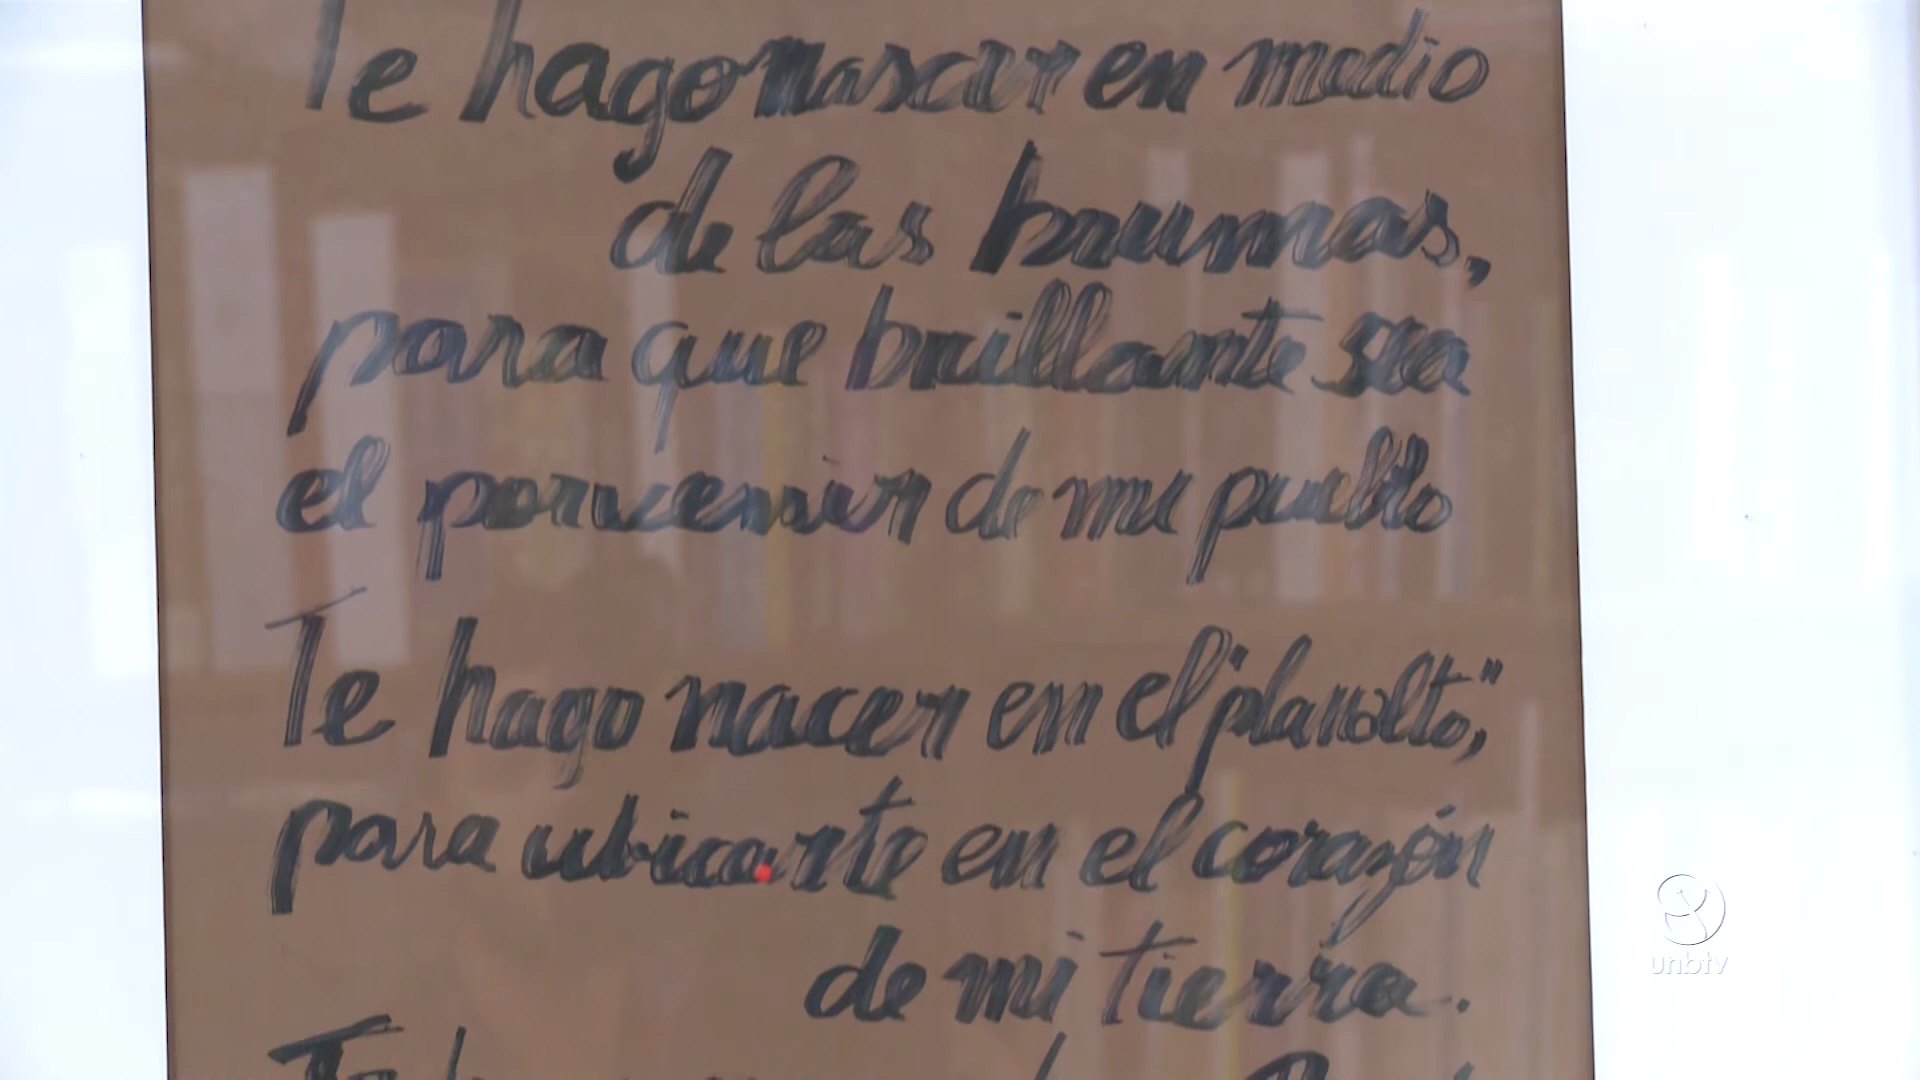 Te hago nascer en medio
de las brumas,
para que brillante sea
el porvenir de mi pueblo
Te hago nacer en el "planalto,"
para ubicarte en el corazón
de mi tierra.
unbtv